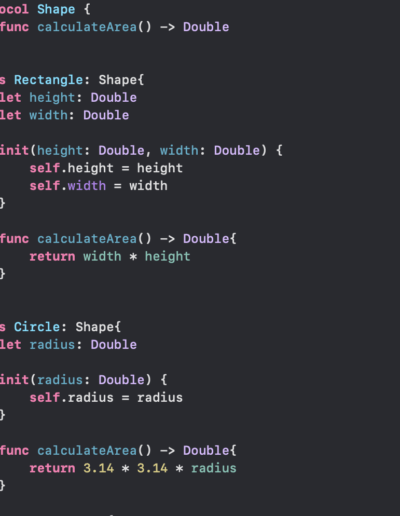 ocol Shape {
func calculateArea() -> Double
s Rectangle: Shape{
let height: Double
let width: Double
init(height: Double, width: Double) {
self.height = height
self.width = width
}
func calculateArea() -> Double{
return width * height
}
s Circle: Shape{
let radius: Double
init(radius: Double) {
self.radius = radius
}
func calculateArea() -> Double{
return 3.14 * 3.14 * radius
}